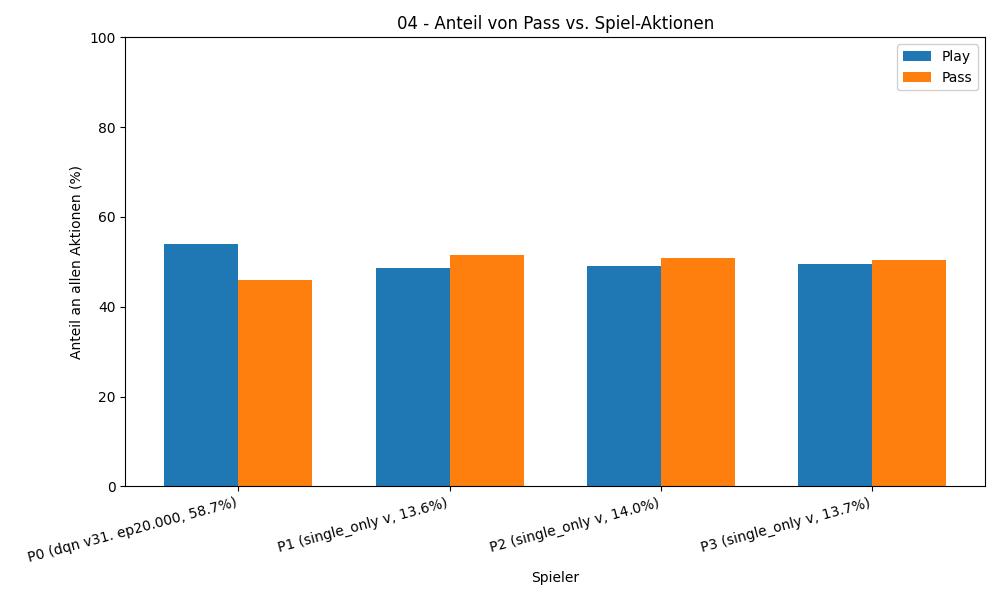 04 - Anteil von Pass vs. Spiel-Aktionen
Play
Pass
Anteil an allen Aktionen (%)
100
80
60
40
20
0
P0 (dqn v31. ep20.000, 58.7%)
P1 (single_only v, 13.6%)
P2 (single_only v, 14.0%)
P3 (single_only v, 13.7%)
Spieler